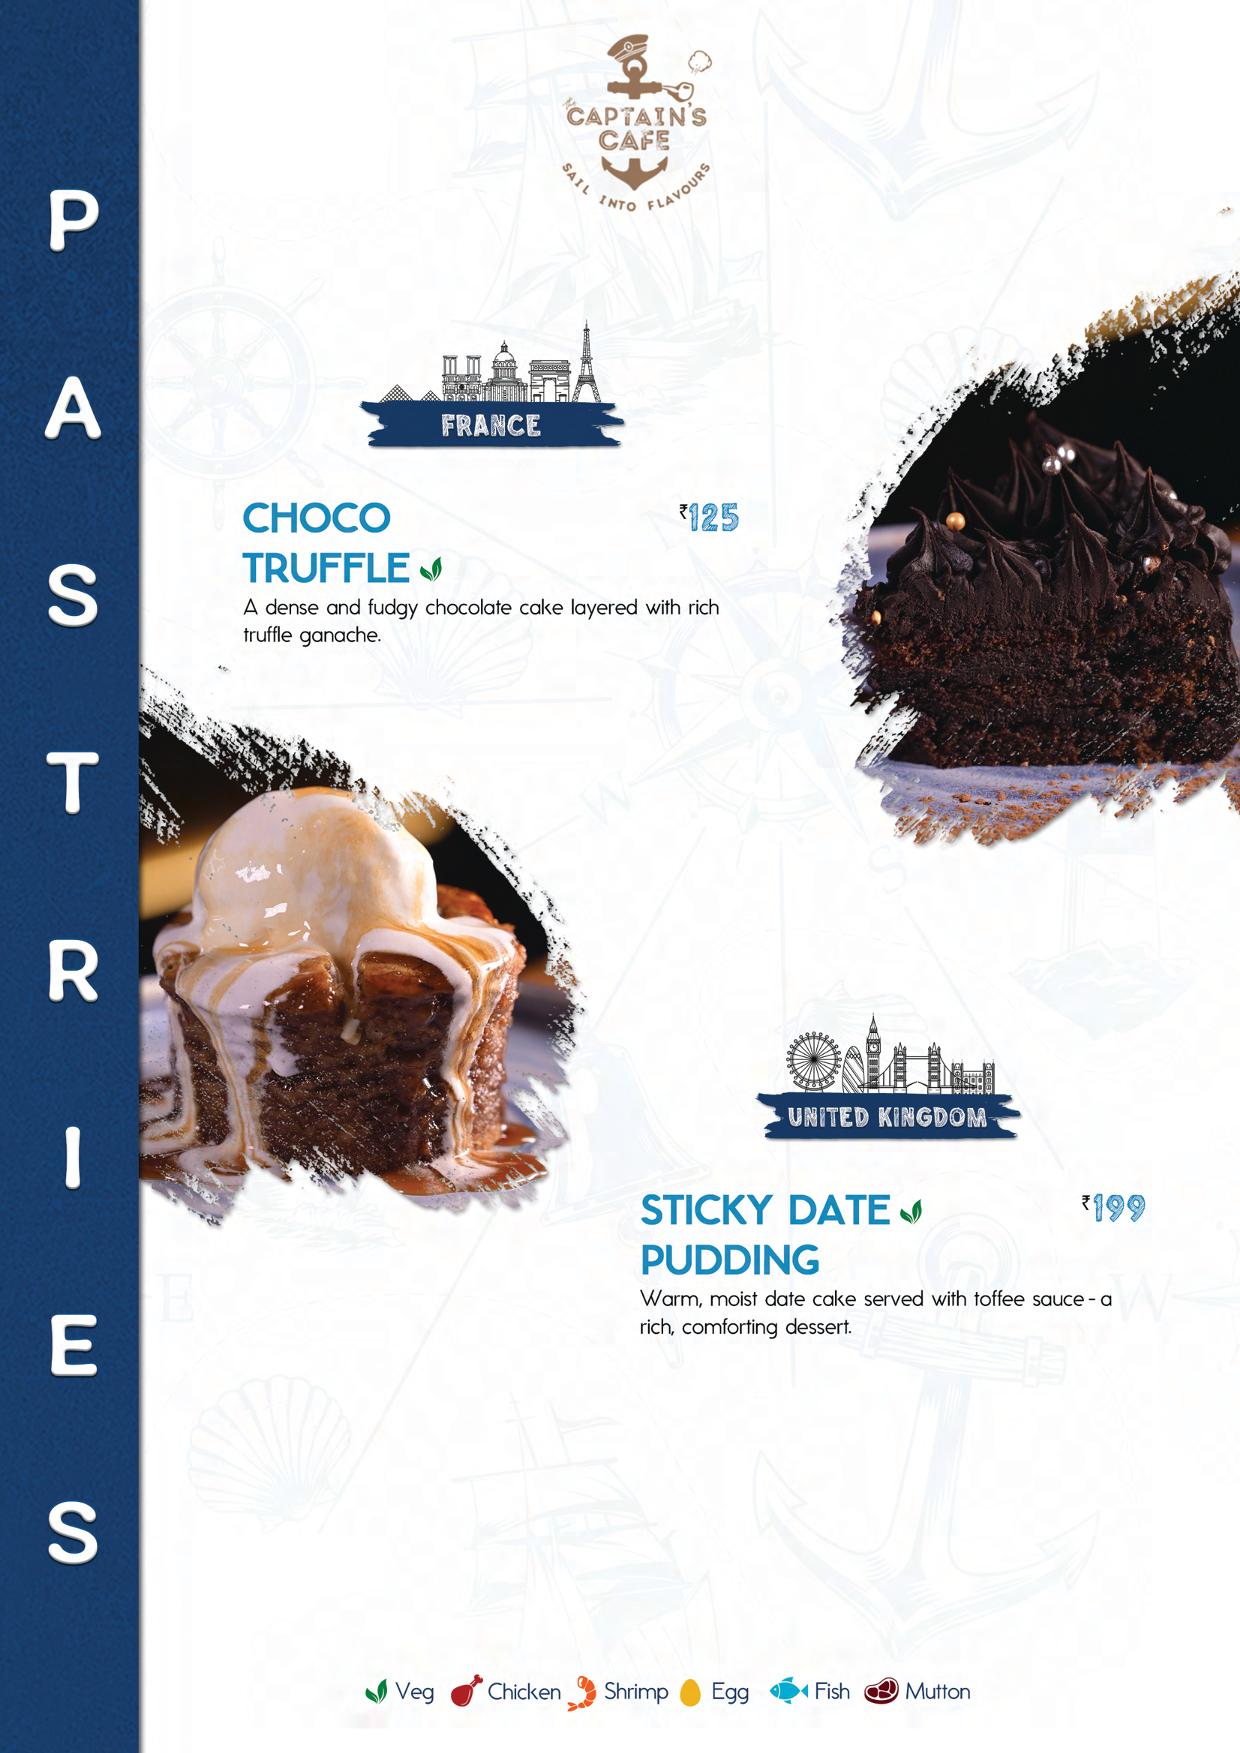 PASTRIES
The
CAPTAIN'S
CAFE
SAIL INTO FLAVOURS
FRANCE
CHOCO
TRUFFLE
₹125
A dense and fudgy chocolate cake layered with rich
truffle ganache.
W
S
UNITED KINGDOM
STICKY DATE
PUDDING
₹199
Warm, moist date cake served with toffee sauce - a
rich, comforting dessert.
E
W
Veg Chicken Shrimp Egg Fish Mutton